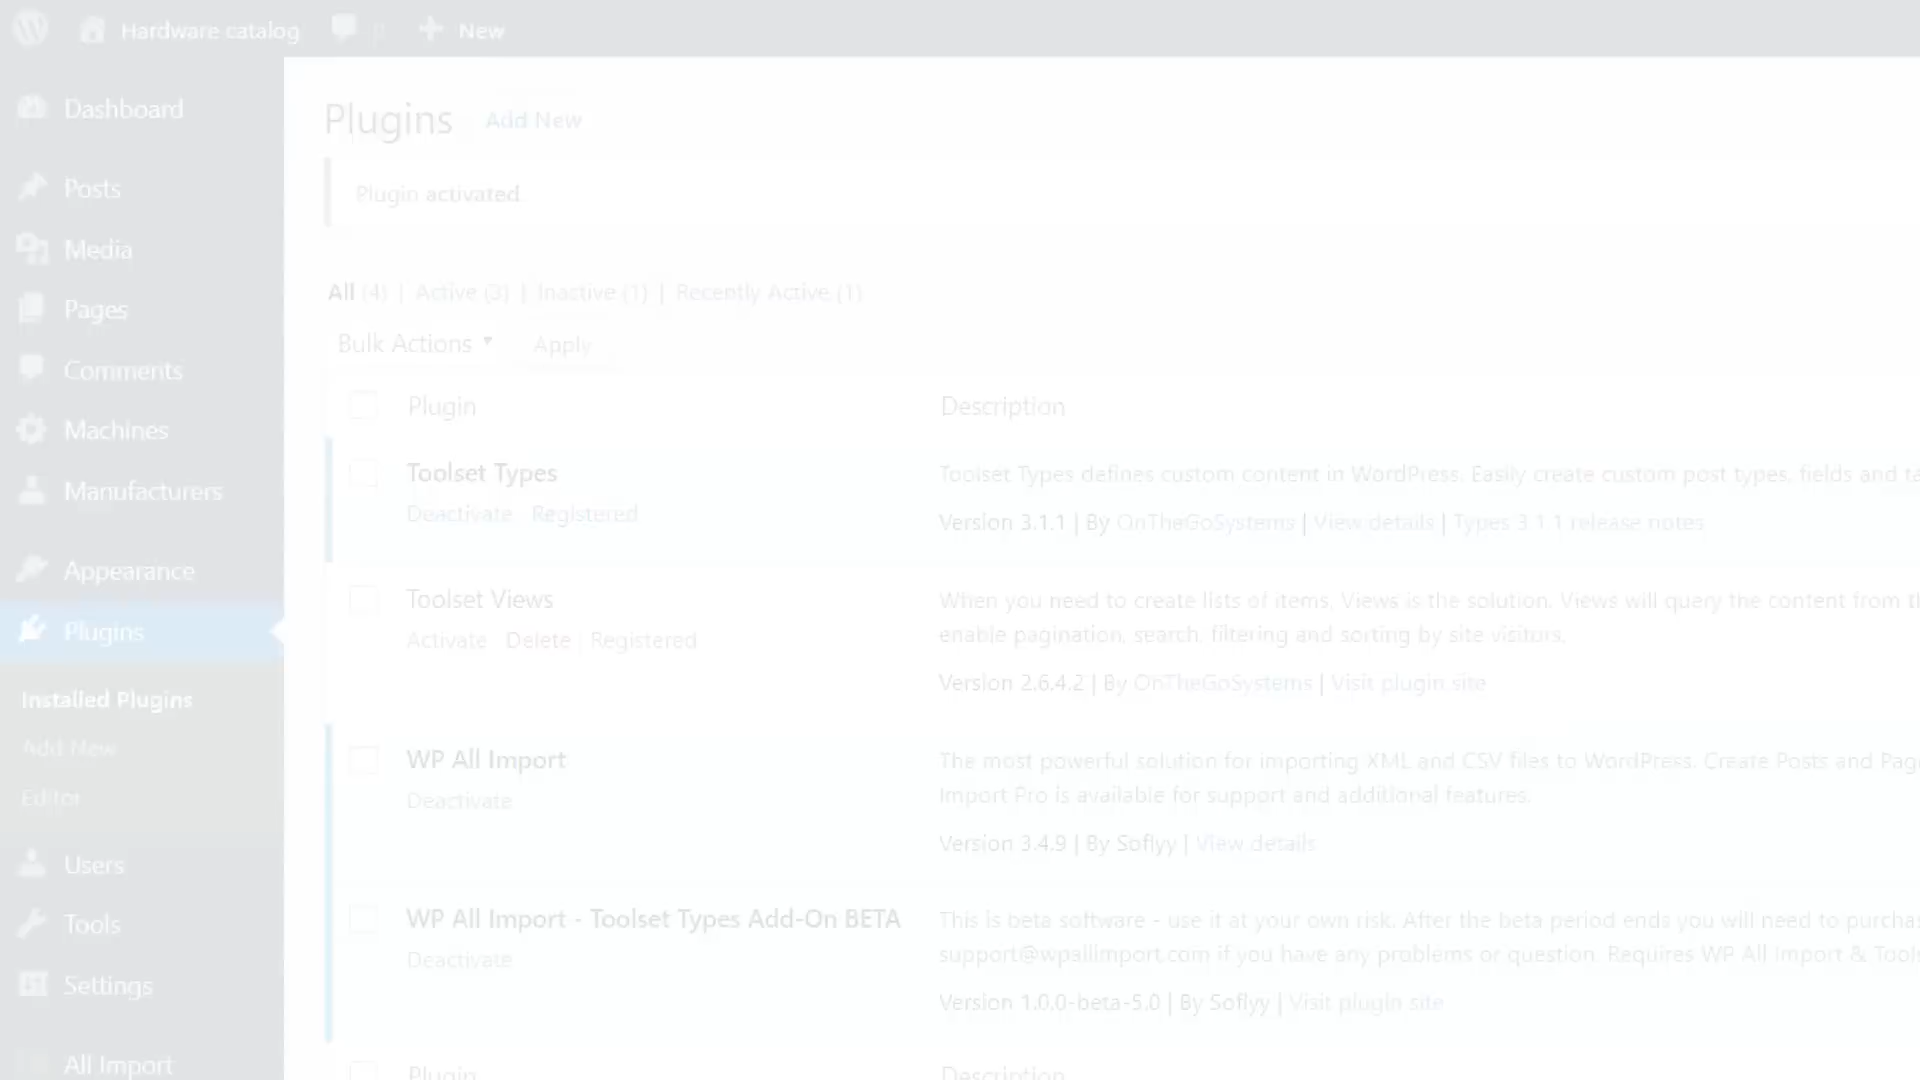 Hardware catalog
New
Dashboard
Posts
Media
Pages
Comments
Machines
Manufacturers
Appearance
Plugins
Installed Plugins
Add New
Editor
Users
Tools
Settings
All Import
Plugins Add New
Plugin activated.
All (4) | Active (3) | Inactive (1) | Recently Active (1)
Bulk Actions Apply
Plugin Description
Toolset Types
Deactivate | Registered
Toolset Types defines custom content in WordPress. Easily create custom post types, fields and
Version 3.1.1 | By OnTheGoSystems | View details | Types 3.1.1 release notes
Toolset Views
Activate | Delete | Registered
When you need to create lists of items, Views is the solution. Views will query the content from
enable pagination, search, filtering and sorting by site visitors.
Version 2.6.4.2 | By OnTheGoSystems | Visit plugin site
WP All Import
Deactivate
The most powerful solution for importing XML and CSV files to WordPress. Create Posts and
Import Pro is available for support and additional features.
Version 3.4.9 | By Soflyy | View details
WP All Import - Toolset Types Add-On BETA
Deactivate
This is beta software - use it at your own risk. After the beta period ends you will need to
support@wpallimport.com if you have any problems or question. Requires WP All Import &
Version 1.0.0-beta-5.0 | By Soflyy | Visit plugin site
Plugin Description